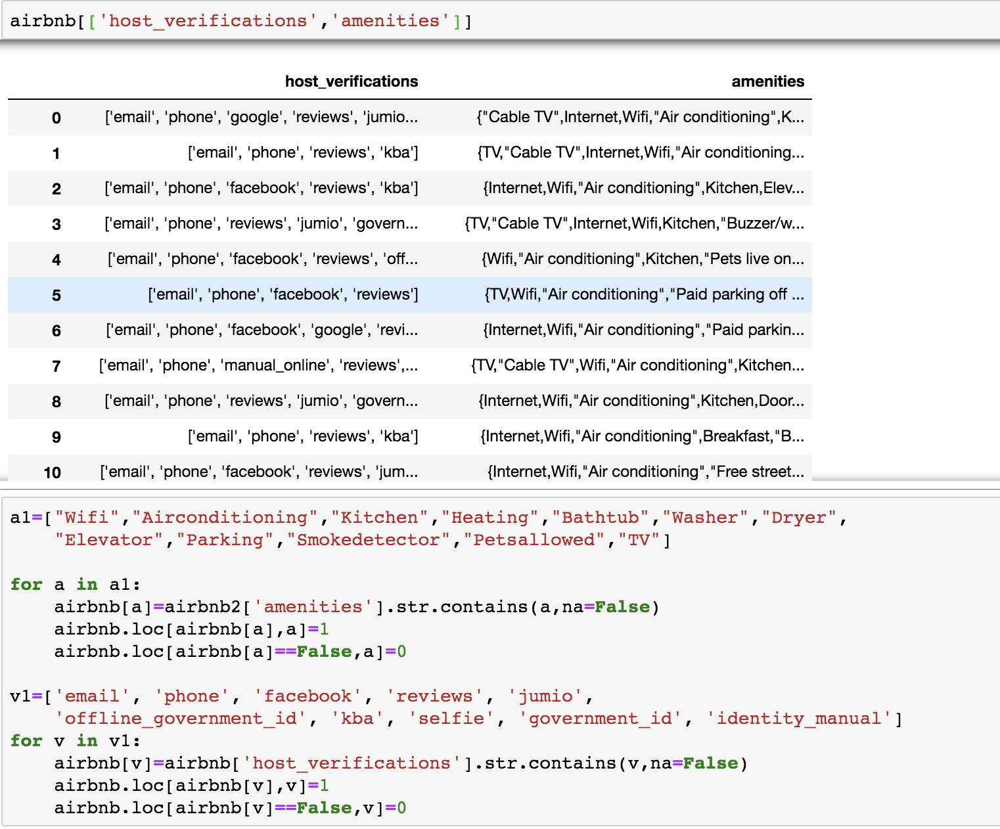 airbnb[['host_verifications','amenities']]
host_verifications amenities
0 ['email', 'phone', 'google', 'reviews', 'jumio... {"Cable TV",Internet,Wifi,"Air conditioning",K...
1 ['email', 'phone', 'reviews', 'kba'] {TV,"Cable TV",Internet,Wifi,"Air conditioning...
2 ['email', 'phone', 'facebook', 'reviews', 'kba'] {Internet,Wifi,"Air conditioning",Kitchen,Elev...
3 ['email', 'phone', 'reviews', 'jumio', 'govern... {TV,"Cable TV",Internet,Wifi,Kitchen,"Buzzer/w...
4 ['email', 'phone', 'facebook', 'reviews', 'off... {Wifi,"Air conditioning",Kitchen,"Pets live on...
5 ['email', 'phone', 'facebook', 'reviews'] {TV,Wifi,"Air conditioning","Paid parking off ...
6 ['email', 'phone', 'facebook', 'google', 'revi... {Internet,Wifi,"Air conditioning","Paid parkin...
7 ['email', 'phone', 'manual_online', 'reviews',... {TV,"Cable TV",Wifi,"Air conditioning",Kitchen...
8 ['email', 'phone', 'reviews', 'jumio', 'govern... {Internet,Wifi,"Air conditioning",Kitchen,Door...
9 ['email', 'phone', 'reviews', 'kba'] {Internet,Wifi,"Air conditioning",Breakfast,"B...
10 ['email', 'phone', 'facebook', 'reviews', 'jum... {Internet,Wifi,"Air conditioning","Free street...
a1=["Wifi","Airconditioning","Kitchen","Heating","Bathtub","Washer","Dryer",
    "Elevator","Parking","Smokedetector","Petsallowed","TV"]
for a in a1:
    airbnb[a]=airbnb2['amenities'].str.contains(a,na=False)
    airbnb.loc[airbnb[a],a]=1
    airbnb.loc[airbnb[a]==False,a]=0
v1=['email', 'phone', 'facebook', 'reviews', 'jumio',
    'offline_government_id', 'kba', 'selfie', 'government_id', 'identity_manual']
for v in v1:
    airbnb[v]=airbnb['host_verifications'].str.contains(v,na=False)
    airbnb.loc[airbnb[v],v]=1
    airbnb.loc[airbnb[v]==False,v]=0